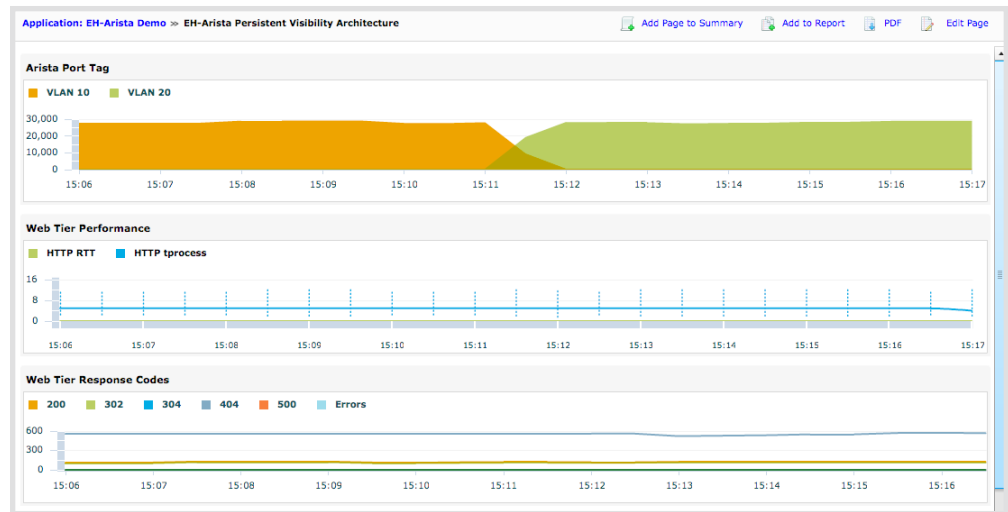 Application: EH-Arista Demo » EH-Arista Persistent Visibility Architecture Add Page to Summary Add to Report PDF Edit Page
Arista Port Tag
VLAN 10 VLAN 20
30,000
20,000
10,000
0
15:06 15:07 15:08 15:09 15:10 15:11 15:12 15:13 15:14 15:15 15:16 15:17
Web Tier Performance
HTTP RTT HTTP tprocess
16
8
0
15:06 15:07 15:08 15:09 15:10 15:11 15:12 15:13 15:14 15:15 15:16 15:17
Web Tier Response Codes
200 302 304 404 500 Errors
600
300
0
15:06 15:07 15:08 15:09 15:10 15:11 15:12 15:13 15:14 15:15 15:16